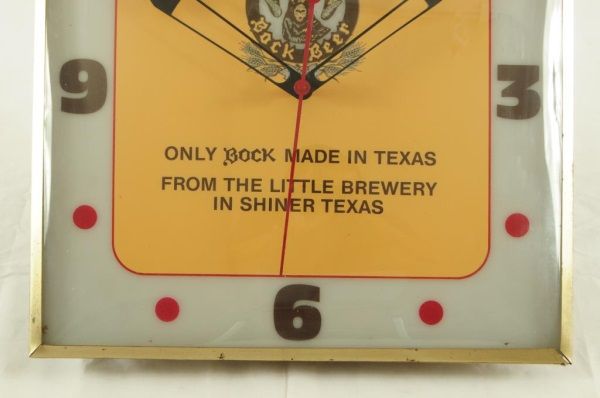 Bock Beer
9
3
ONLY BOCK MADE IN TEXAS
FROM THE LITTLE BREWERY
IN SHINER TEXAS
6